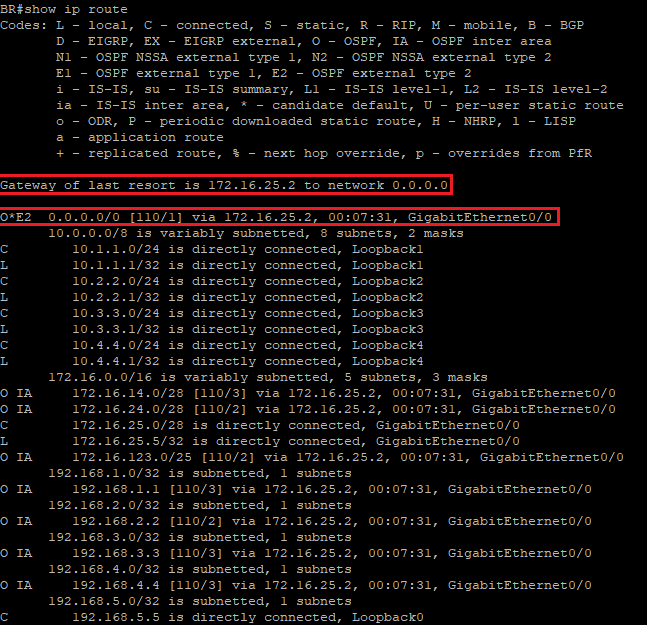 BR#show ip route
Codes: L - local, C - connected, S - static, R - RIP, M - mobile, B - BGP
D - EIGRP, EX - EIGRP external, O - OSPF, IA - OSPF inter area
N1 - OSPF NSSA external type 1, N2 - OSPF NSSA external type 2
E1 - OSPF external type 1, E2 - OSPF external type 2
i - IS-IS, su - IS-IS summary, L1 - IS-IS level-1, L2 - IS-IS level-2
ia - IS-IS inter area, * - candidate default, U - per-user static route
o - ODR, P - periodic downloaded static route, H - NHRP, l - LISP
a - application route
+ - replicated route, % - next hop override, p - overrides from PfR
Gateway of last resort is 172.16.25.2 to network 0.0.0.0
O*E2 0.0.0.0/0 [110/1] via 172.16.25.2, 00:07:31, GigabitEthernet0/0
10.0.0.0/8 is variably subnetted, 8 subnets, 2 masks
C 10.1.1.0/24 is directly connected, Loopback1
L 10.1.1.1/32 is directly connected, Loopback1
C 10.2.2.0/24 is directly connected, Loopback2
L 10.2.2.1/32 is directly connected, Loopback2
C 10.3.3.0/24 is directly connected, Loopback3
L 10.3.3.1/32 is directly connected, Loopback3
C 10.4.4.0/24 is directly connected, Loopback4
L 10.4.4.1/32 is directly connected, Loopback4
172.16.0.0/16 is variably subnetted, 5 subnets, 3 masks
O IA 172.16.14.0/28 [110/3] via 172.16.25.2, 00:07:31, GigabitEthernet0/0
O IA 172.16.24.0/28 [110/2] via 172.16.25.2, 00:07:31, GigabitEthernet0/0
C 172.16.25.0/28 is directly connected, GigabitEthernet0/0
L 172.16.25.5/32 is directly connected, GigabitEthernet0/0
O IA 172.16.123.0/25 [110/2] via 172.16.25.2, 00:07:31, GigabitEthernet0/0
192.168.1.0/32 is subnetted, 1 subnets
O IA 192.168.1.1 [110/3] via 172.16.25.2, 00:07:31, GigabitEthernet0/0
192.168.2.0/32 is subnetted, 1 subnets
O IA 192.168.2.2 [110/2] via 172.16.25.2, 00:07:31, GigabitEthernet0/0
192.168.3.0/32 is subnetted, 1 subnets
O IA 192.168.3.3 [110/3] via 172.16.25.2, 00:07:31, GigabitEthernet0/0
192.168.4.0/32 is subnetted, 1 subnets
O IA 192.168.4.4 [110/3] via 172.16.25.2, 00:07:31, GigabitEthernet0/0
192.168.5.0/32 is subnetted, 1 subnets
C 192.168.5.5 is directly connected, Loopback0